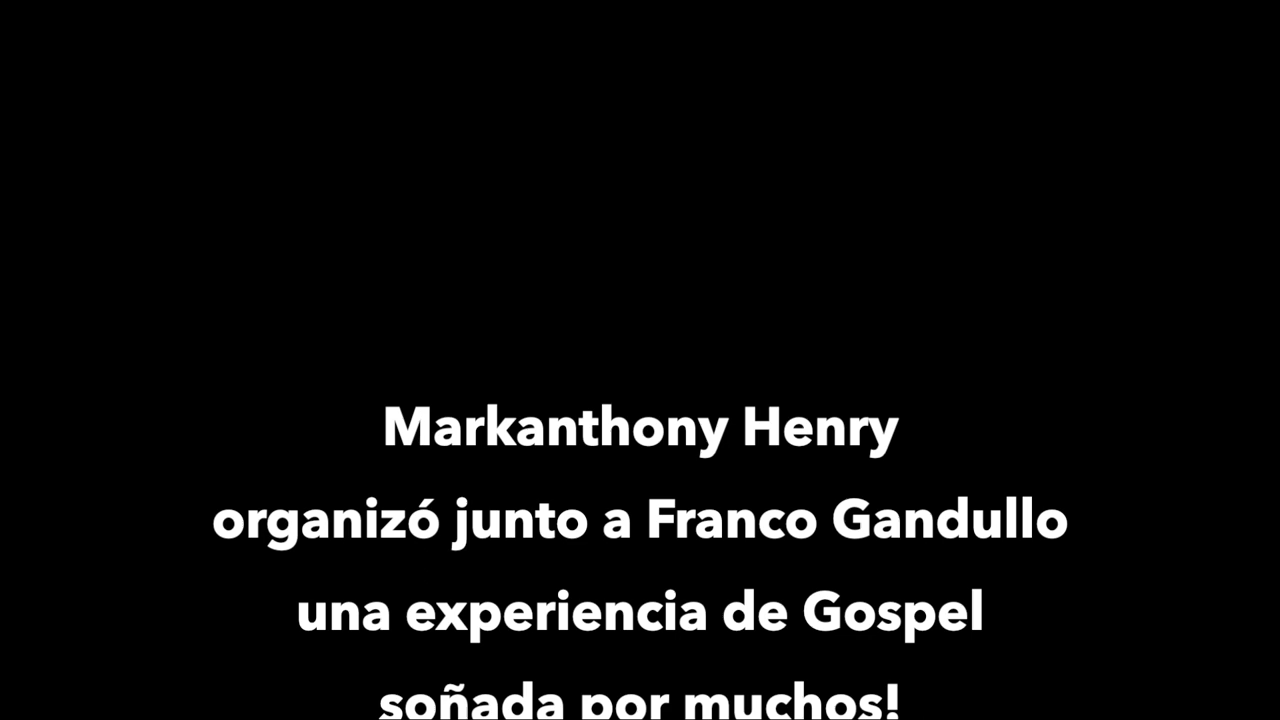 Markanthony Henry
organizó junto a Franco Gandullo
una experiencia de Gospel
soñada por muchos!